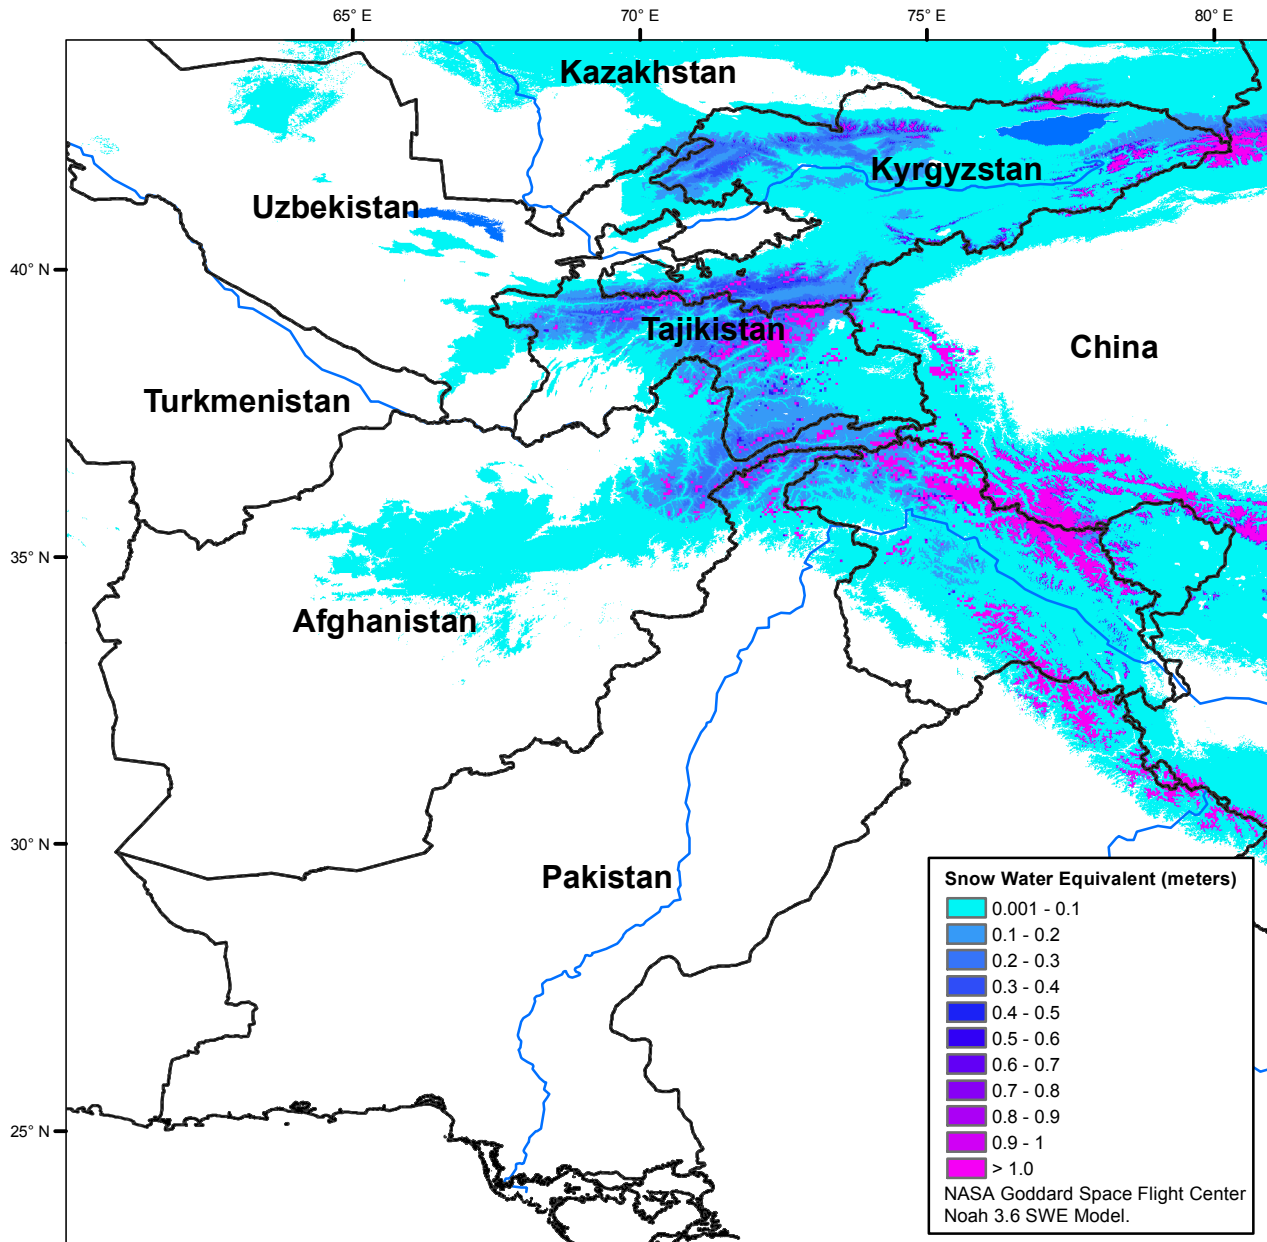 65° E
70° E
75° E
80° E
Kazakhstan
Kyrgyzstan
Uzbekistan
40° N
Tajikistan
China
Turkmenistan
35° N
Afghanistan
30° N
Pakistan
25° N
Snow Water Equivalent (meters)
0.001 - 0.1
0.1 - 0.2
0.2 - 0.3
0.3 - 0.4
0.4 - 0.5
0.5 - 0.6
0.6 - 0.7
0.7 - 0.8
0.8 - 0.9
0.9 - 1
> 1.0
NASA Goddard Space Flight Center
Noah 3.6 SWE Model.